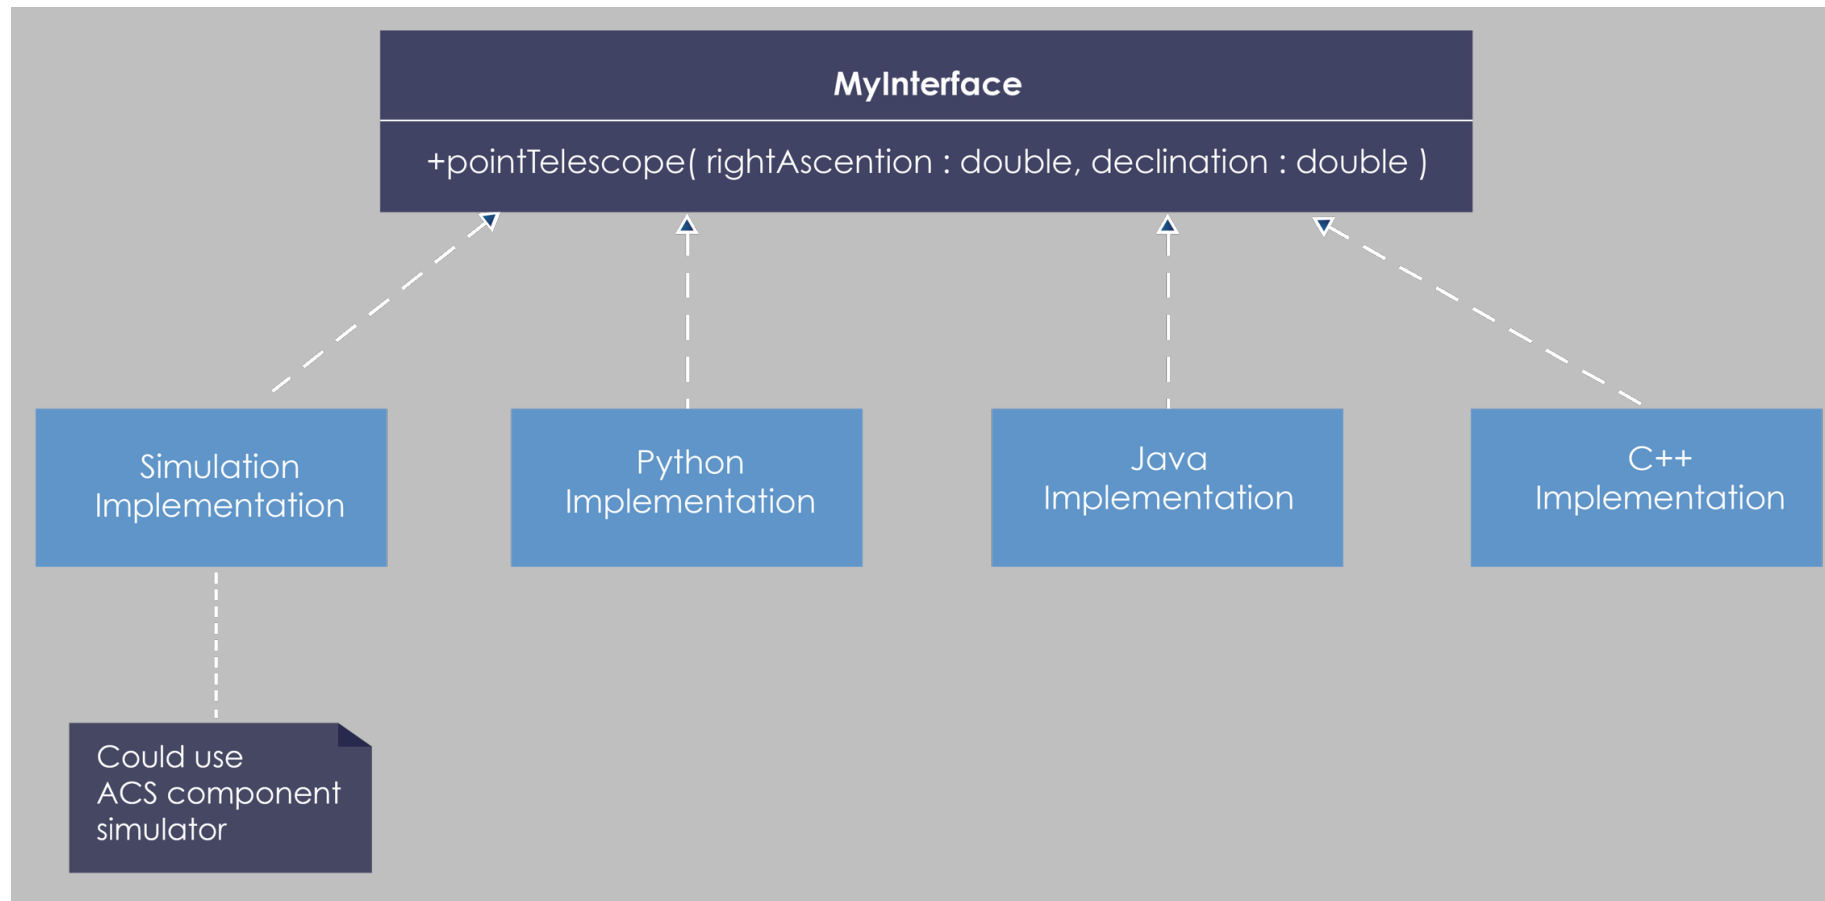 MyInterface
+pointTelescope( rightAscention : double, declination : double )
Simulation
Implementation
Python
Implementation
Java
Implementation
C++
Implementation
Could use
ACS component
simulator